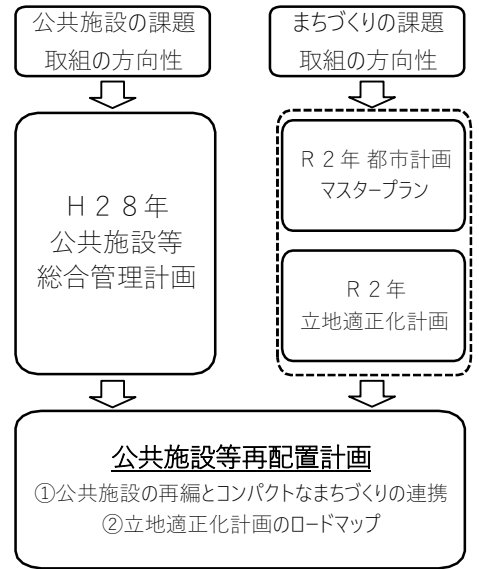 公共施設の課題
取組の方向性
まちづくりの課題
取組の方向性
Ｈ２８年
公共施設等
総合管理計画
Ｒ２年 都市計画
マスタープラン
Ｒ２年
立地適正化計画
公共施設等再配置計画
①公共施設の再編とコンパクトなまちづくりの連携
②立地適正化計画のロードマップ